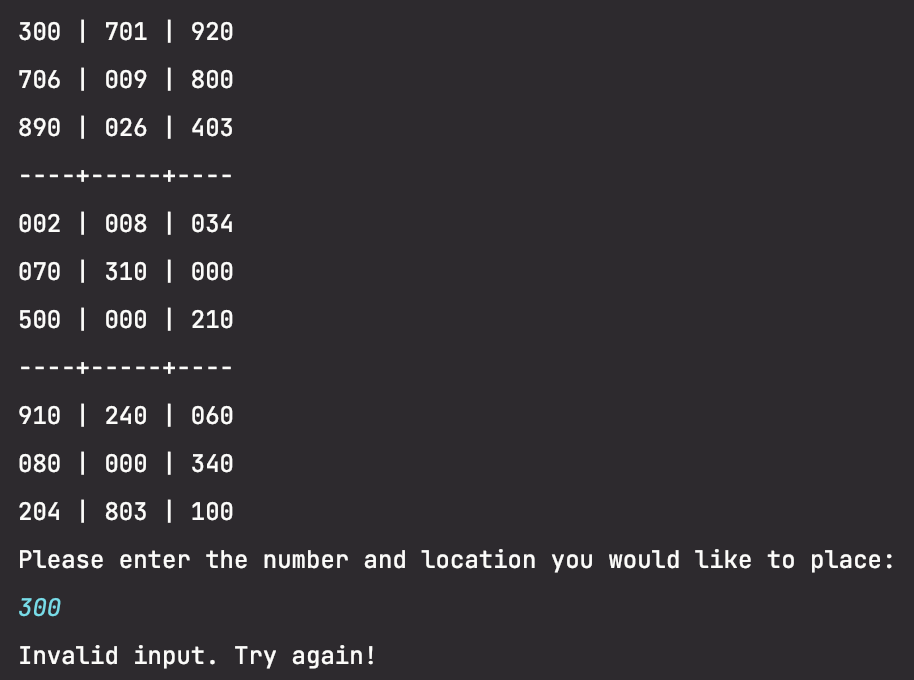 300 | 701 | 920
706 | 009 | 800
890 | 026 | 403
----+-----+----
002 | 008 | 034
070 | 310 | 000
500 | 000 | 210
----+-----+----
910 | 240 | 060
080 | 000 | 340
204 | 803 | 100
Please enter the number and location you would like to place:
300
Invalid input. Try again!